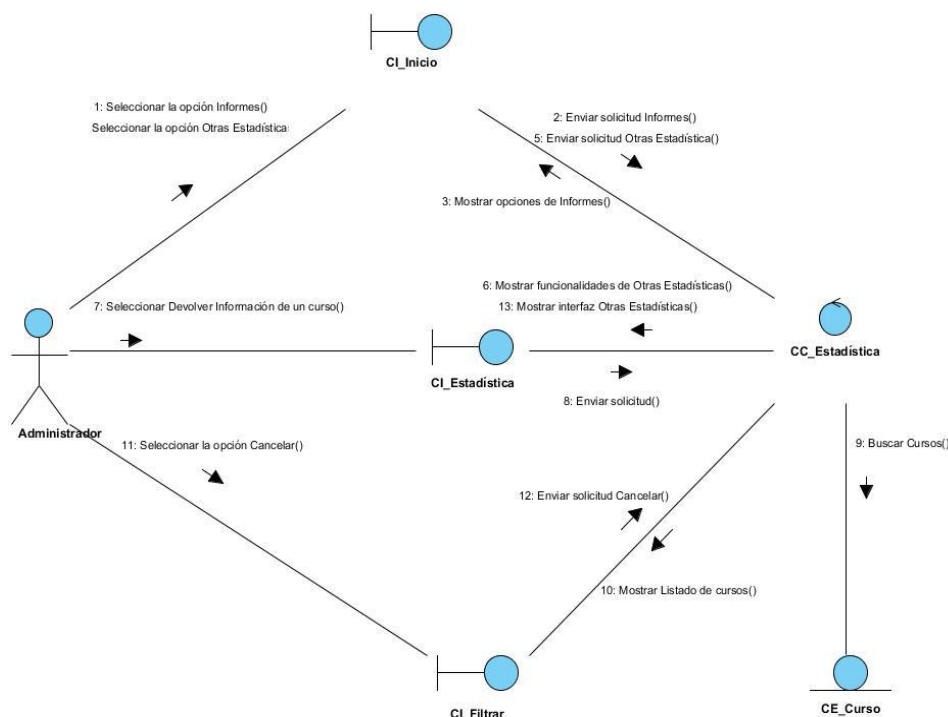 CI_Inicio
1: Seleccionar la opción Informes()
Seleccionar la opción Otras Estadística
2: Enviar solicitud Informes()
5: Enviar solicitud Otras Estadística()
3: Mostrar opciones de Informes()
7: Seleccionar Devolver Información de un curso()
6: Mostrar funcionalidades de Otras Estadísticas()
13: Mostrar interfaz Otras Estadísticas()
CI_Estadística
CC_Estadística
8: Enviar solicitud()
Administrador
11: Seleccionar la opción Cancelar()
9: Buscar Cursos()
12: Enviar solicitud Cancelar()
10: Mostrar Listado de cursos()
CI_Filtrar
CE_Curso